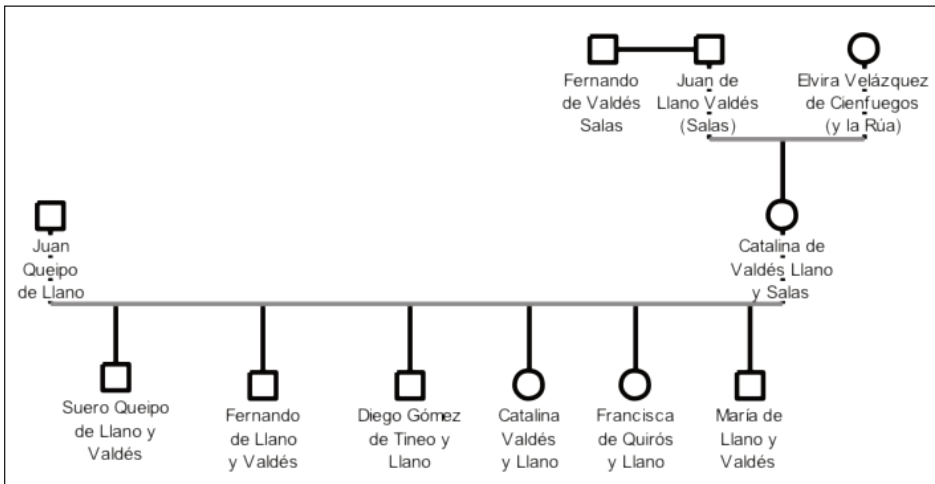 Fernando
de Valdés
Salas
Juan de
Llano Valdés
(Salas)
Elvira Velázquez
de Cienfuegos
(y la Rúa)
Juan
Queipo
de Llano
Catalina de
Valdés Llano
y Salas
Suero Queipo
de Llano y
Valdés
Fernando
de Llano
y Valdés
Diego Gómez
de Tineo y
Llano
Catalina
Valdés
y Llano
Francisca
de Quirós
y Llano
María de
Llano y
Valdés